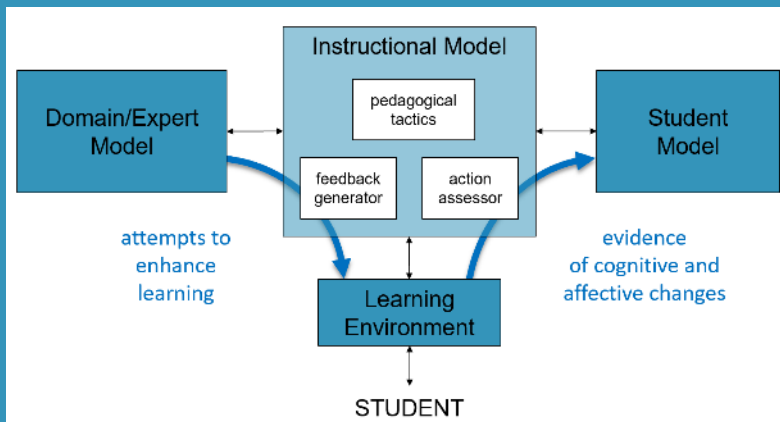 Instructional Model
Domain/Expert
Model
pedagogical
tactics
Student
Model
feedback
generator
action
assessor
attempts to
enhance
learning
evidence
of cognitive and
affective changes
Learning
Environment
STUDENT